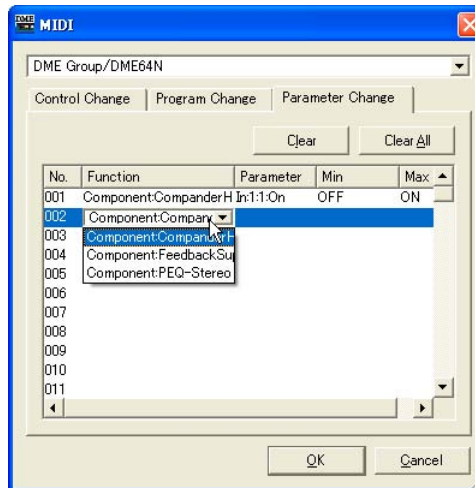 MIDI
DME Group/DME64N
Control Change Program Change Parameter Change
Clear Clear All
No. Function Parameter Min Max
001 Component:CompanderH In:1:1:On OFF ON
002 Component:Compan
003 Component:CompanderH
004 Component:FeedbackSu
005 Component:PEQ-Stereo
006
007
008
009
010
011
OK Cancel